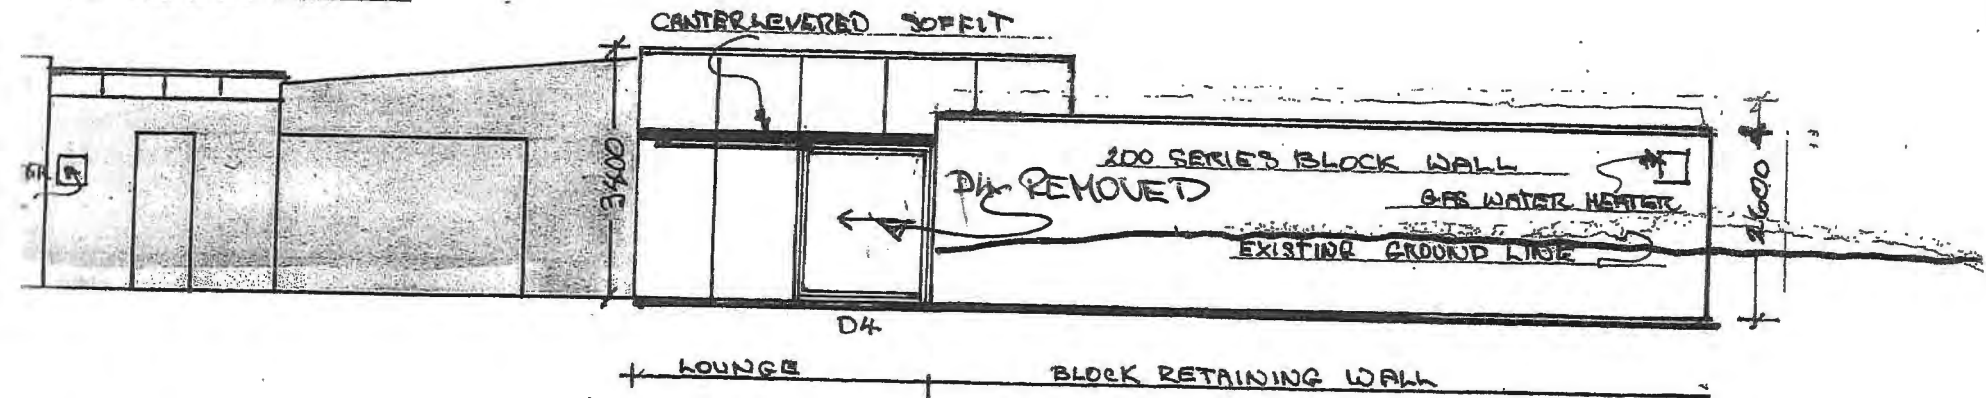 CANTERLEVERED SOFFIT
3400
200 SERIES BLOCK WALL
D4 REMOVED
GAS WATER HEATER
2600
EXISTING GROUND LINE
D4
LOUNGE
BLOCK RETAINING WALL